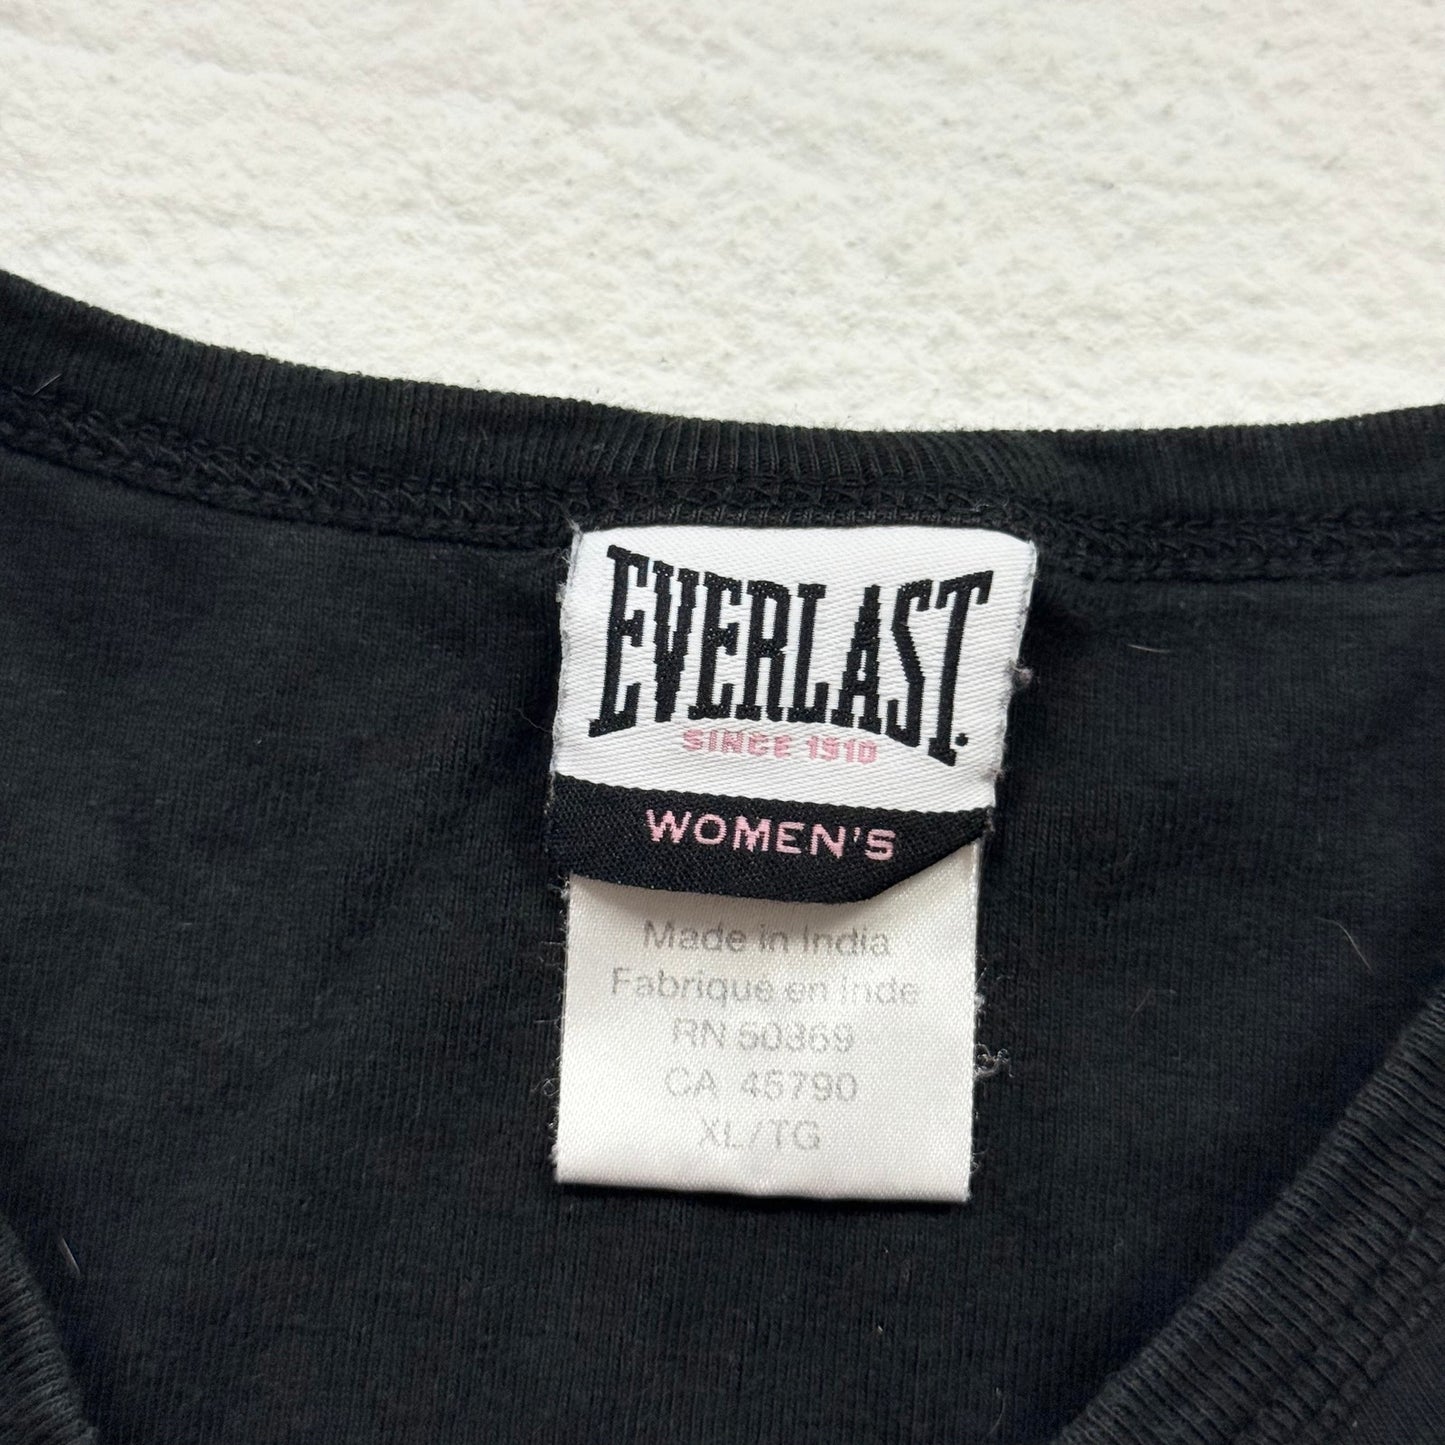 EVERLAST.
SINCE 1910
WOMEN'S
Made in India
Fabriqué en Inde
RN 50369
CA 45790
XL/TG